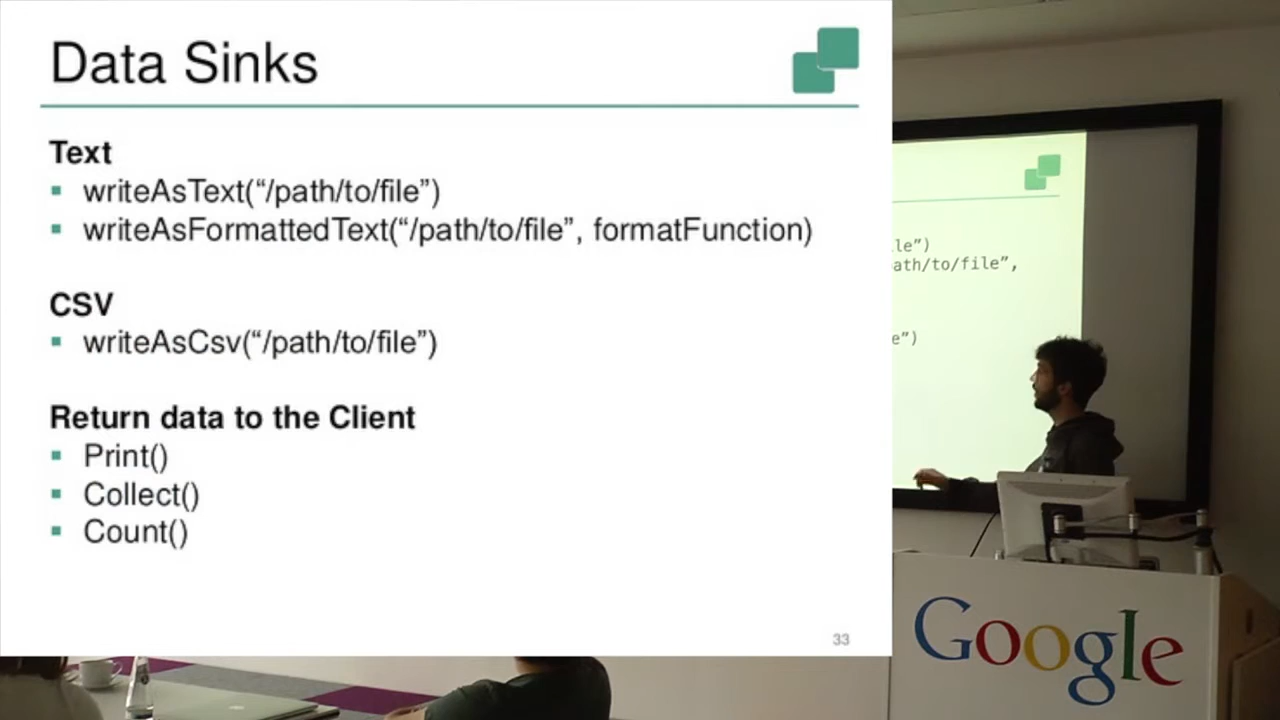 Data Sinks
Text
▪ writeAsText(“/path/to/file”)
▪ writeAsFormattedText(“/path/to/file”, formatFunction)
CSV
▪ writeAsCsv(“/path/to/file”)
Return data to the Client
▪ Print()
▪ Collect()
▪ Count()
33
le”)
ath/to/file”,
e”)
Google